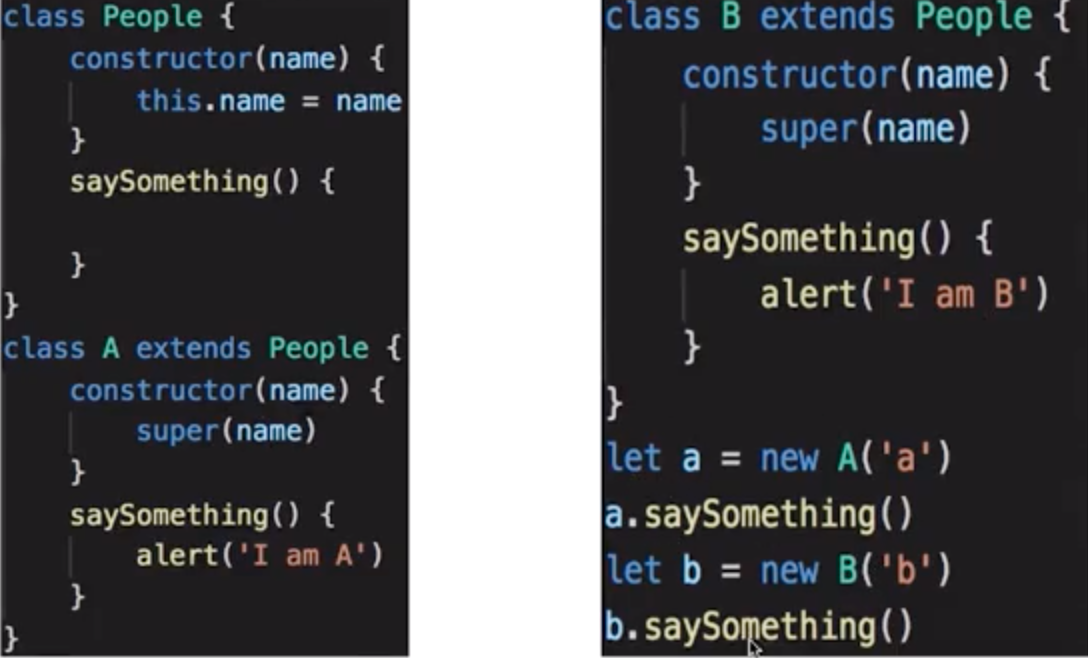 class People {
constructor(name) {
this.name = name
}
saySomething() {
}
}
class A extends People {
constructor(name) {
super(name)
}
saySomething() {
alert('I am A')
}
}
class B extends People {
constructor(name) {
super(name)
}
saySomething() {
alert('I am B')
}
}
let a = new A('a')
a.saySomething()
let b = new B('b')
b.saySomething()